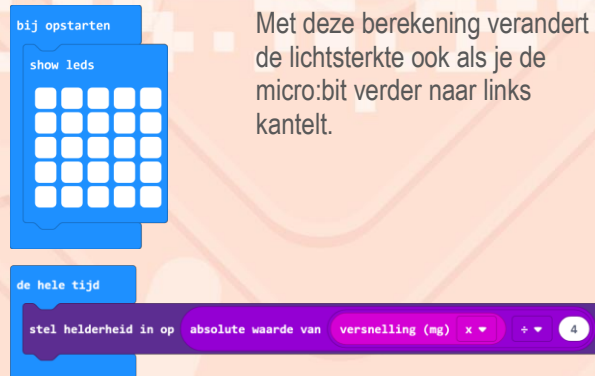 bij opstarten
show leds
Met deze berekening verandert
de lichtsterkte ook als je de
micro:bit verder naar links
kantelt.
de hele tijd
stel helderheid in op absolute waarde van versnelling (mg) x ÷ 4